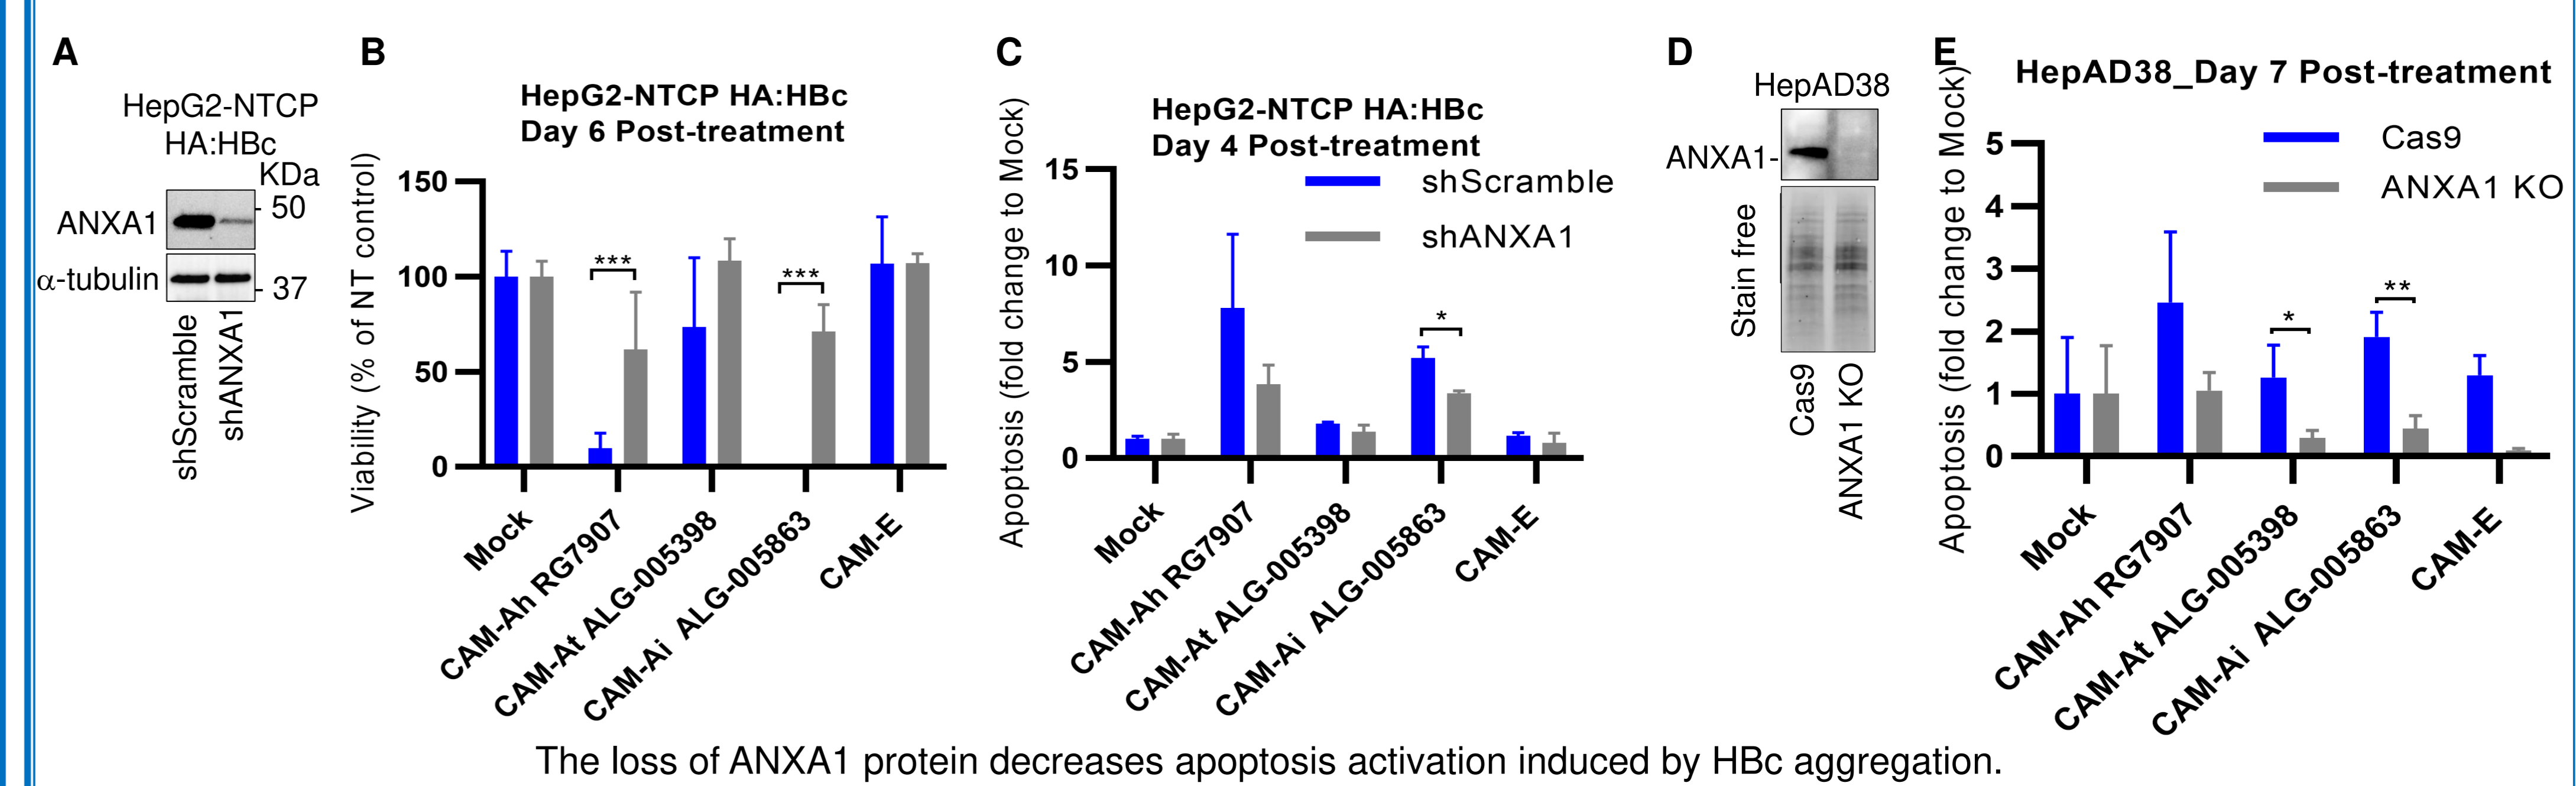 A
HepG2-NTCP
HA:HBc
KDa
ANXA1
50
α-tubulin
37
shScramble
shANXA1
B
HepG2-NTCP HA:HBc
Day 6 Post-treatment
Viability (% of NT control)
150
100
50
0
***
***
Mock
CAM-Ah RG7907
CAM-At ALG-005398
CAM-Ai ALG-005863
CAM-E
C
HepG2-NTCP HA:HBc
Day 4 Post-treatment
Apoptosis (fold change to Mock)
15
10
5
0
shScramble
shANXA1
*
Mock
CAM-Ah RG7907
CAM-At ALG-005398
CAM-Ai ALG-005863
CAM-E
D
HepAD38
ANXA1-
Stain free
Cas9
ANXA1 KO
E
HepAD38_Day 7 Post-treatment
Apoptosis (fold change to Mock)
5
4
3
2
1
0
Cas9
ANXA1 KO
*
**
Mock
CAM-Ah RG7907
CAM-At ALG-005398
CAM-Ai ALG-005863
CAM-E
The loss of ANXA1 protein decreases apoptosis activation induced by HBc aggregation.